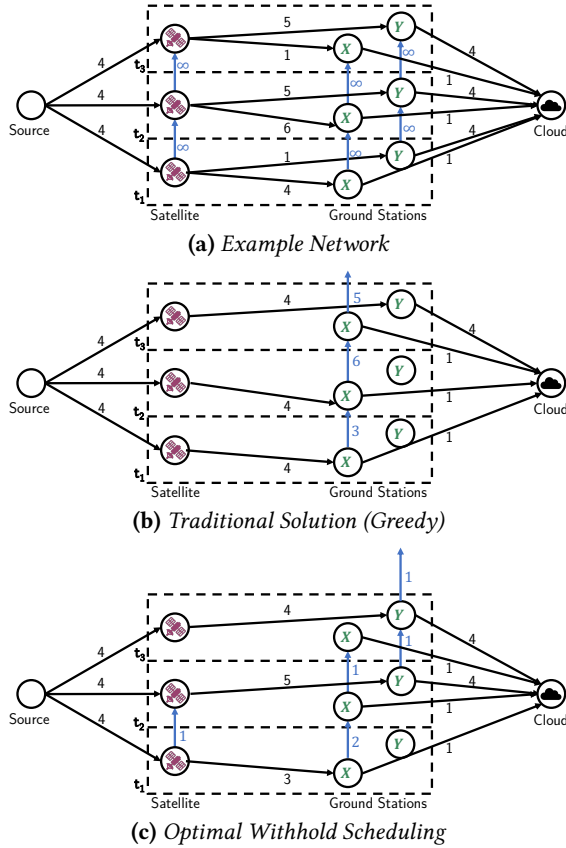 5
Y
4
4
1
X
∞
t3
∞
∞
1
4
5
Y
4
Source
6
X
1
Cloud
4
t2
∞
∞
∞
4
1
Y
1
4
X
t1
Satellite
Ground Stations
(a) Example Network
5
4
Y
4
4
X
t3
6
1
Y
4
Source
4
X
1
Cloud
4
t2
3
Y
1
4
X
t1
Satellite
Ground Stations
(b) Traditional Solution (Greedy)
1
4
Y
4
4
X
t3
1
1
1
4
5
Y
4
Source
X
1
Cloud
4
t2
1
2
Y
1
3
X
t1
Satellite
Ground Stations
(c) Optimal Withhold Scheduling